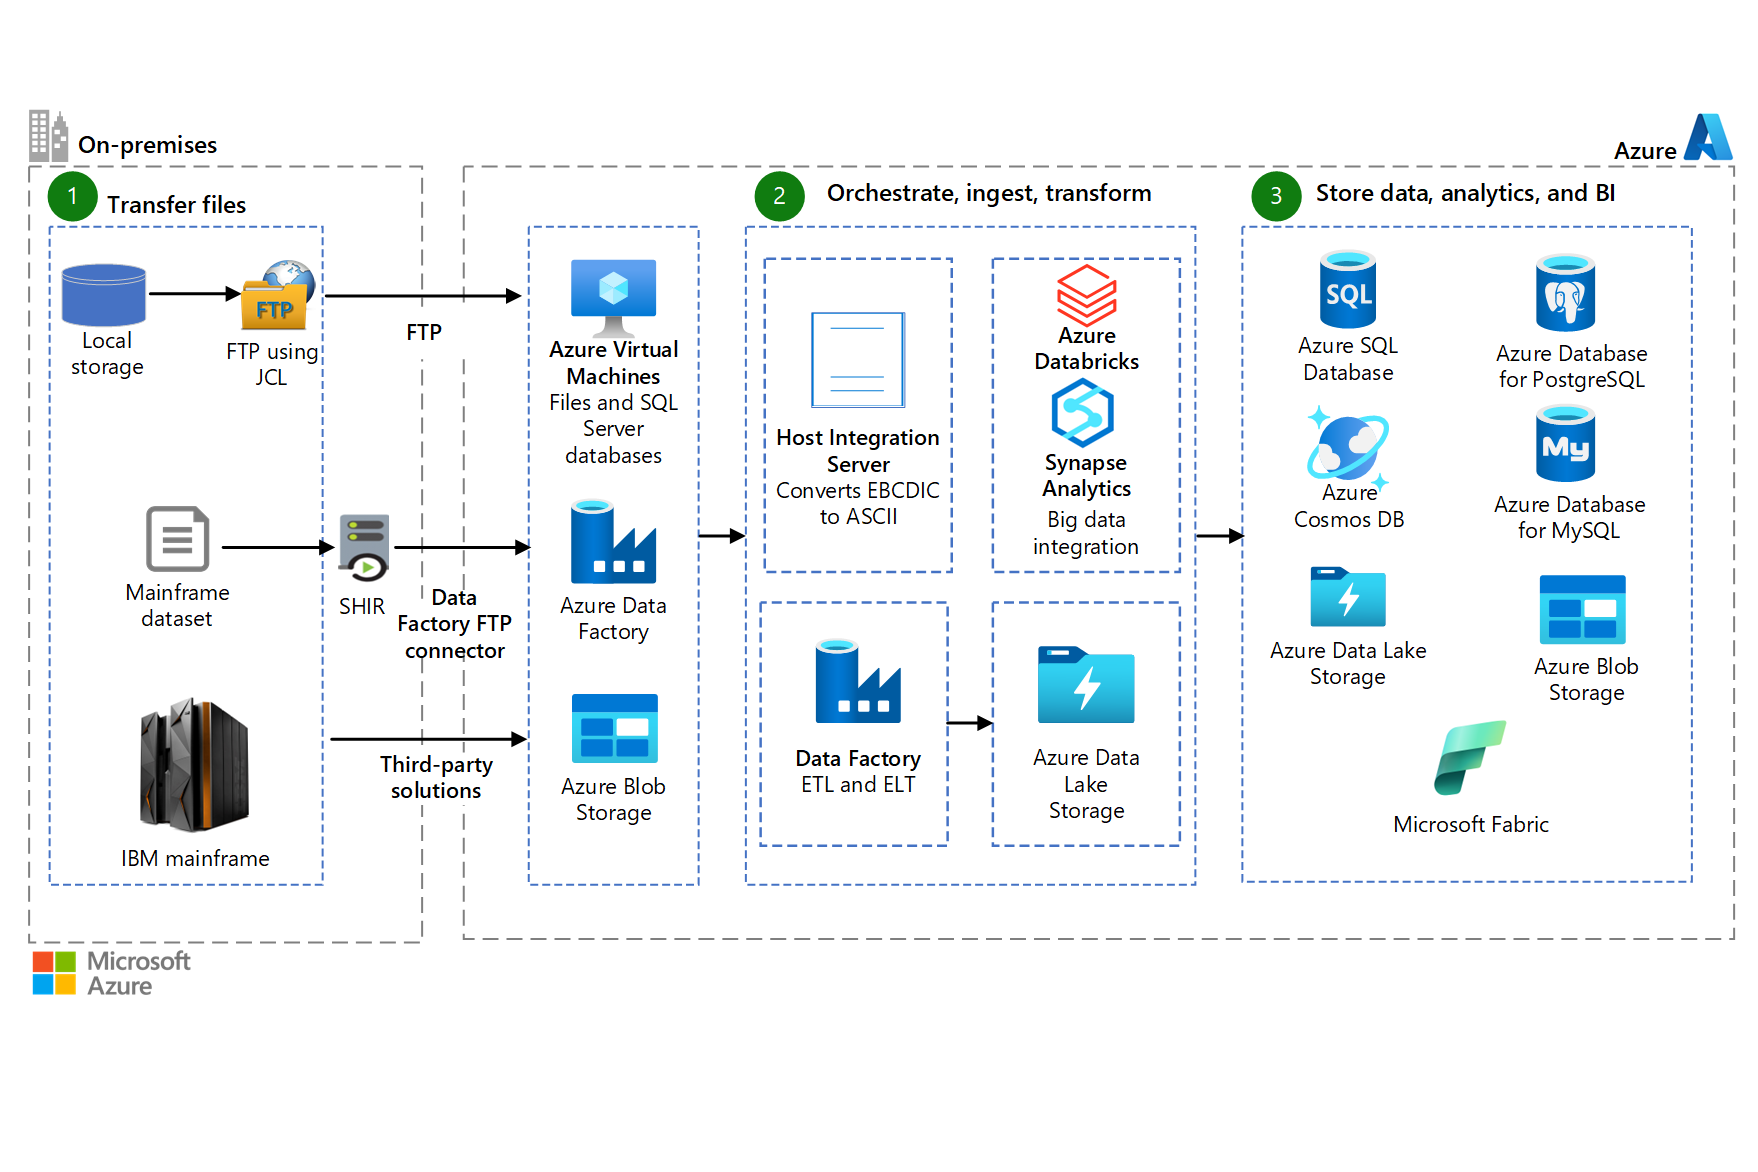 On-premises
Azure
1
Transfer files
2
Orchestrate, ingest, transform
3
Store data, analytics, and BI
Local
storage
FTP
FTP using
JCL
FTP
Mainframe
dataset
SHIR
Data
Factory FTP
connector
IBM mainframe
Third-party
solutions
Azure Virtual
Machines
Files and SQL
Server
databases
Azure Data
Factory
Azure Blob
Storage
Host Integration
Server
Converts EBCDIC
to ASCII
Azure
Databricks
Synapse
Analytics
Big data
integration
Data Factory
ETL and ELT
Azure Data
Lake
Storage
SQL
Azure SQL
Database
Azure Database
for PostgreSQL
Azure
Cosmos DB
My
Azure Database
for MySQL
Azure Data Lake
Storage
Azure Blob
Storage
Microsoft Fabric
Microsoft
Azure